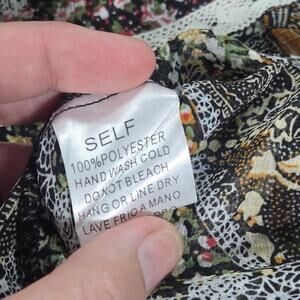 SELF
100%POLYESTER
HAND WASH COLD
DO NOT BLEACH
HANG OR LINE DRY
LAVE FRIO A MANO